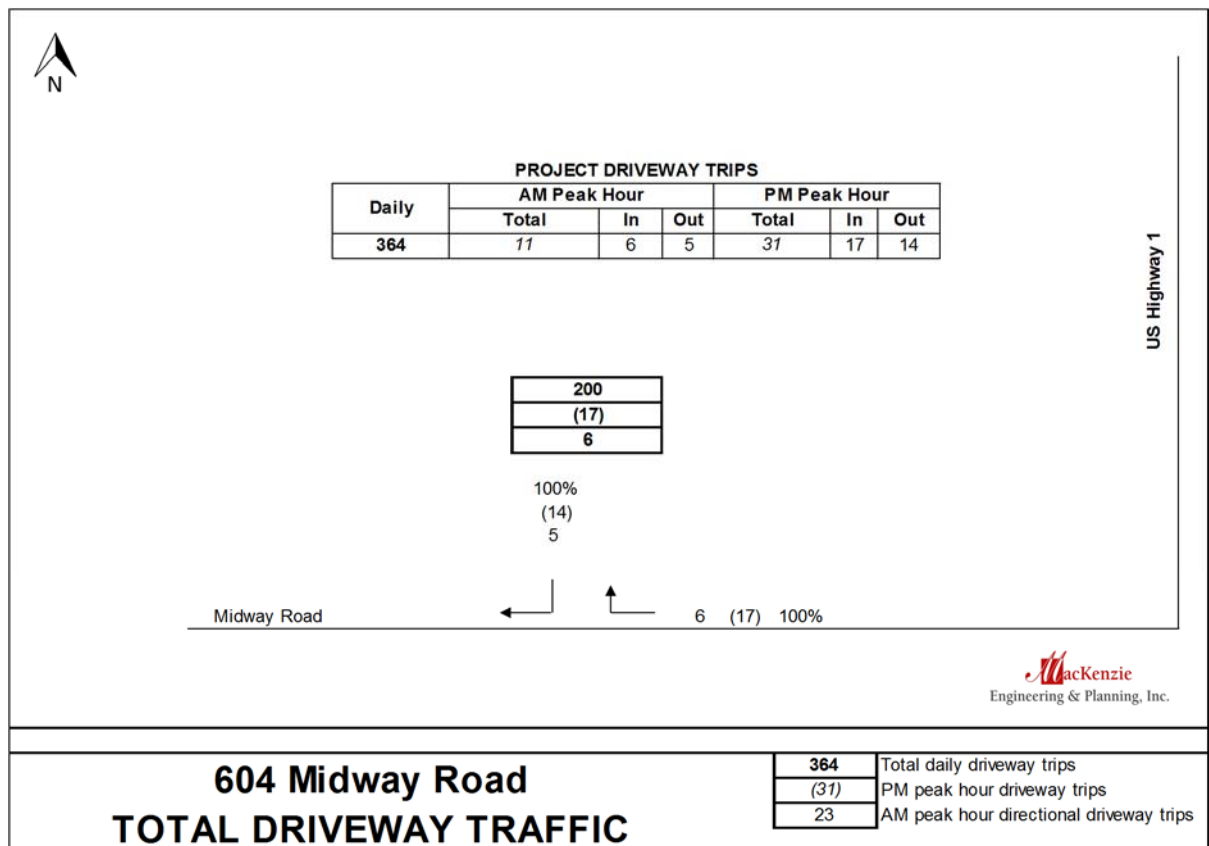 N
PROJECT DRIVEWAY TRIPS
Daily AM Peak Hour PM Peak Hour
Total In Out Total In Out
364 11 6 5 31 17 14
US Highway 1
200
(17)
6
100%
(14)
5
Midway Road 6 (17) 100%
MacKenzie
Engineering & Planning, Inc.
604 Midway Road
TOTAL DRIVEWAY TRAFFIC
364 Total daily driveway trips
(31) PM peak hour driveway trips
23 AM peak hour directional driveway trips